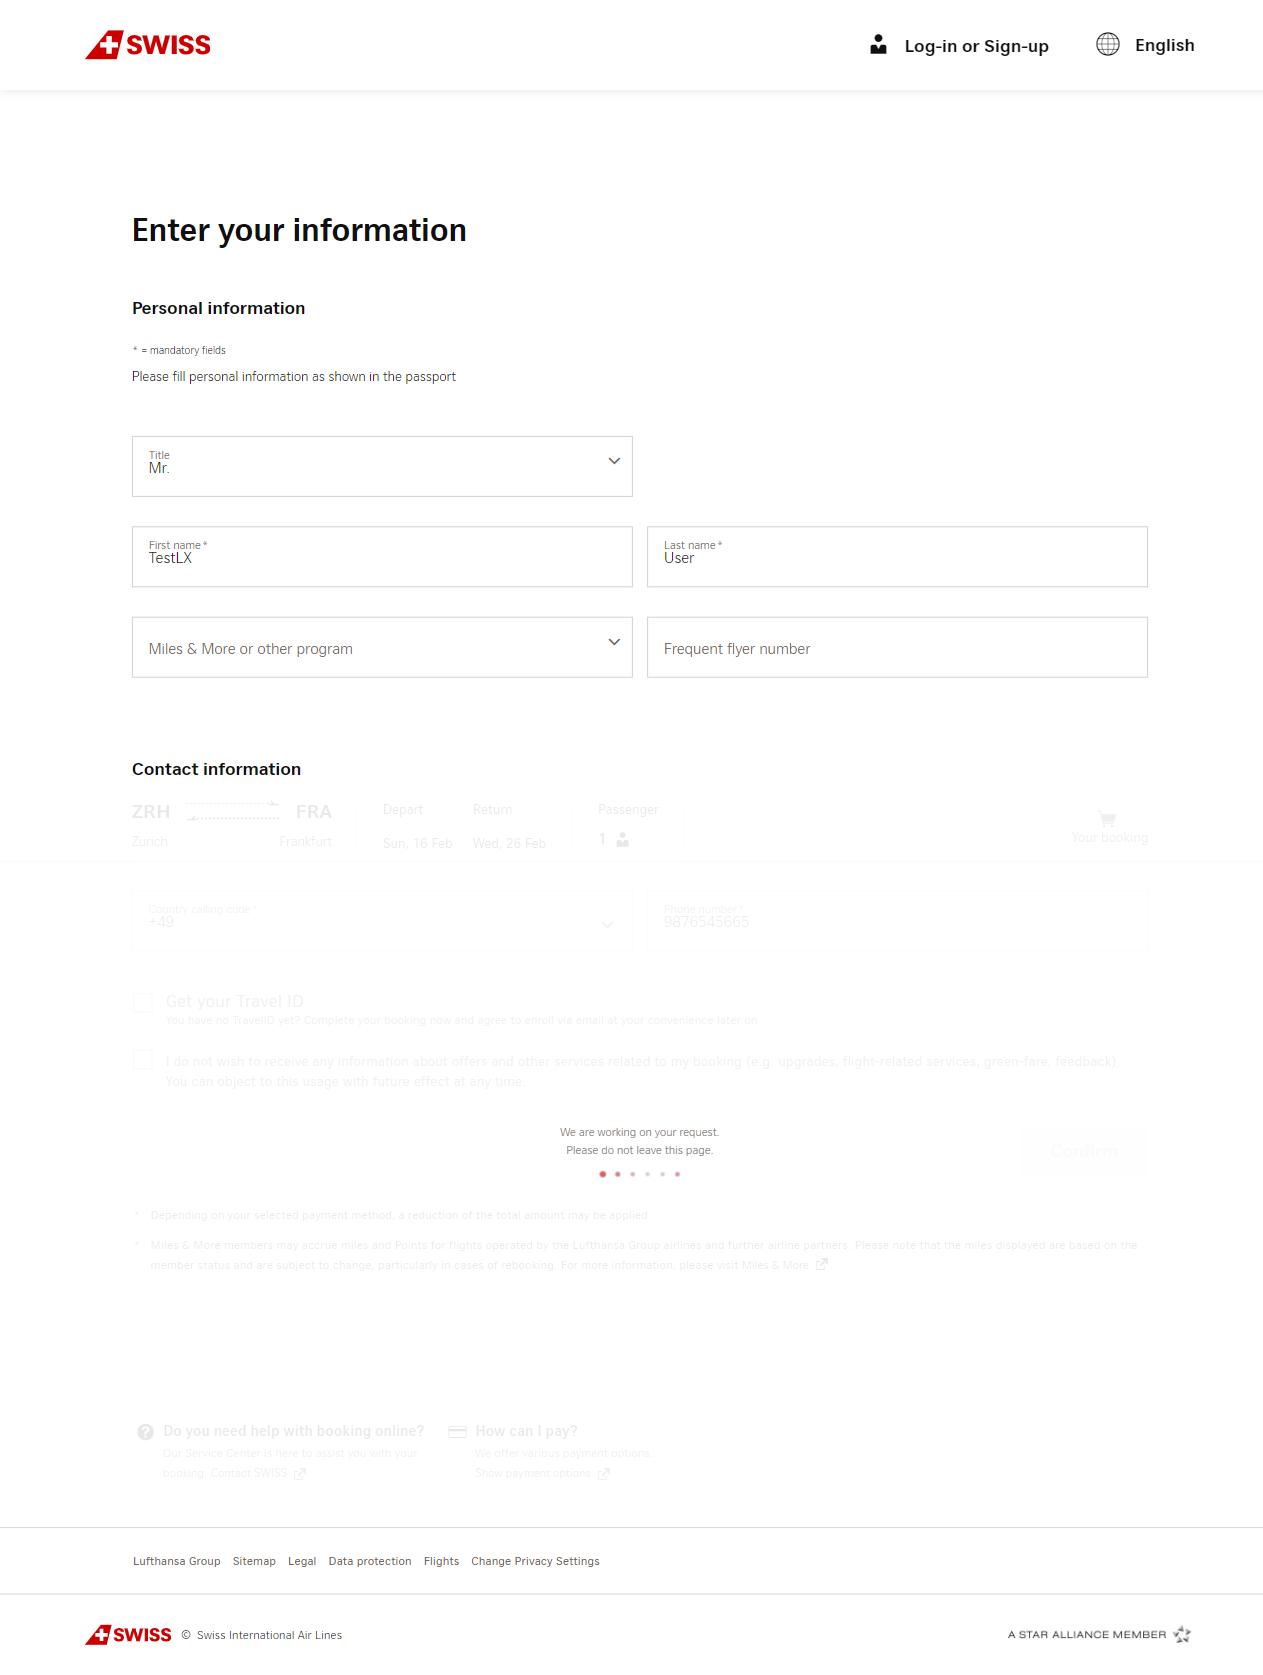 SWISS
Log-in or Sign-up
English
Enter your information
Personal information
* = mandatory fields
Please fill personal information as shown in the passport
Title
Mr.
First name *
TestLX
Last name *
User
Miles & More or other program
Frequent flyer number
Contact information
ZRH FRA
Zurich Frankfurt
Depart
Sun, 16 Feb
Return
Wed, 26 Feb
Passenger
1
Your booking
Country calling code *
+49
Phone number *
9876545665
Get your Travel ID
You have no TravelID yet? Complete your booking now and agree to enroll via email at your convenience later on.
I do not wish to receive any information about offers and other services related to my booking (e.g. upgrades, flight-related services, green-fare, feedback).
You can object to this usage with future effect at any time.
We are working on your request.
Please do not leave this page.
Confirm
* Depending on your selected payment method, a reduction of the total amount may be applied.
* Miles & More members may accrue miles and Points for flights operated by the Lufthansa Group airlines and further airline partners. Please note that the miles displayed are based on the
member status and are subject to change, particularly in cases of rebooking. For more information, please visit Miles & More
Do you need help with booking online?
Our Service Center is here to assist you with your
booking. Contact SWISS
How can I pay?
We offer various payment options.
Show payment options
Lufthansa Group Sitemap Legal Data protection Flights Change Privacy Settings
SWISS © Swiss International Air Lines
A STAR ALLIANCE MEMBER